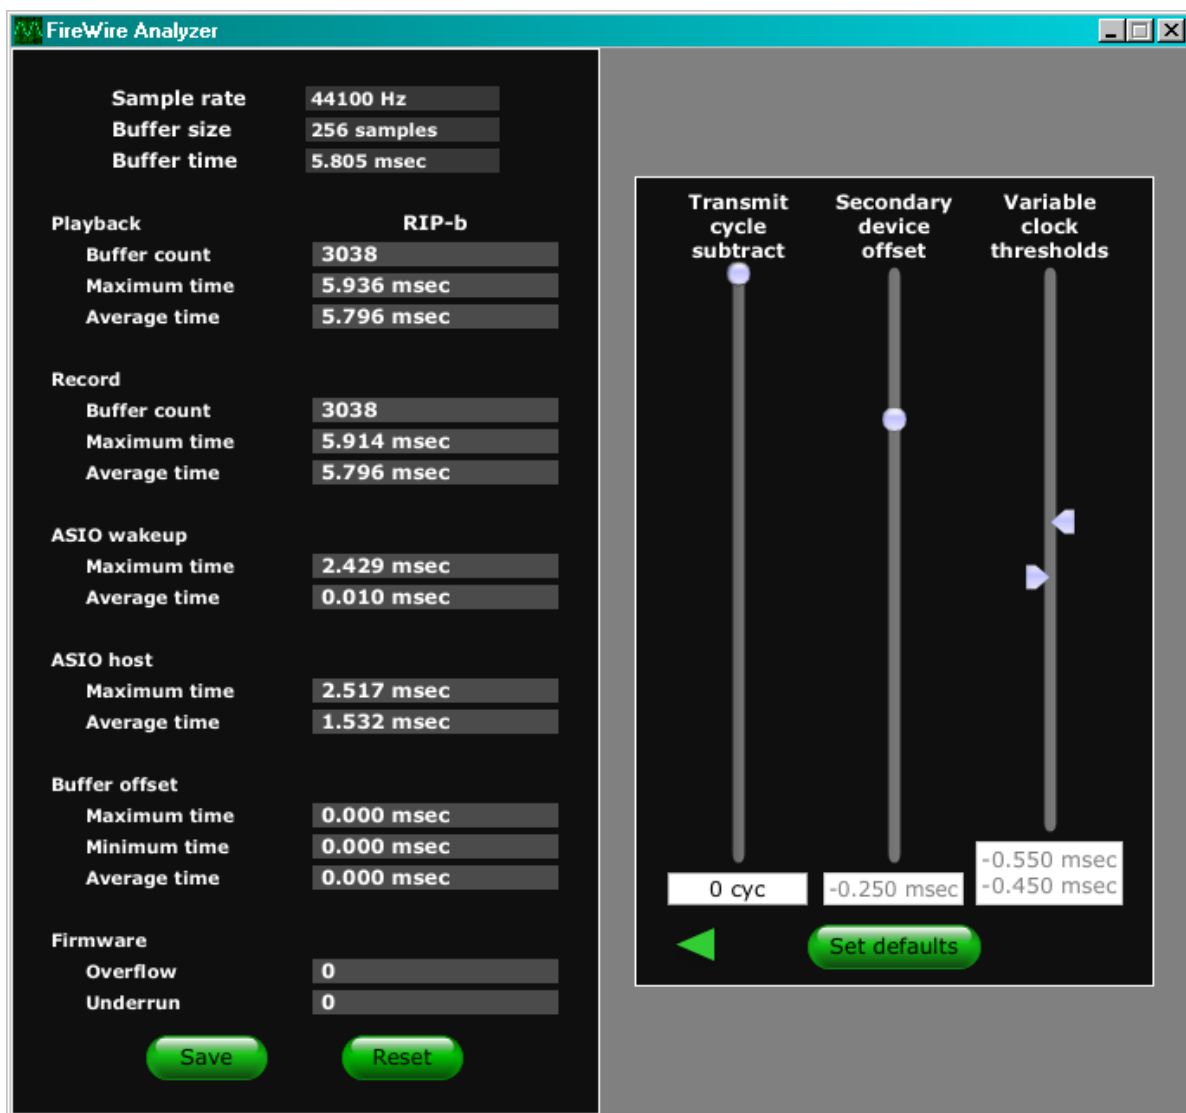 FireWire Analyzer
Sample rate 44100 Hz
Buffer size 256 samples
Buffer time 5.805 msec
Playback RIP-b
Buffer count 3038
Maximum time 5.936 msec
Average time 5.796 msec
Record
Buffer count 3038
Maximum time 5.914 msec
Average time 5.796 msec
ASIO wakeup
Maximum time 2.429 msec
Average time 0.010 msec
ASIO host
Maximum time 2.517 msec
Average time 1.532 msec
Buffer offset
Maximum time 0.000 msec
Minimum time 0.000 msec
Average time 0.000 msec
Firmware
Overflow 0
Underrun 0
Save Reset
Transmit
cycle
subtract
Secondary
device
offset
Variable
clock
thresholds
0 cyc
-0.250 msec
-0.550 msec
-0.450 msec
Set defaults